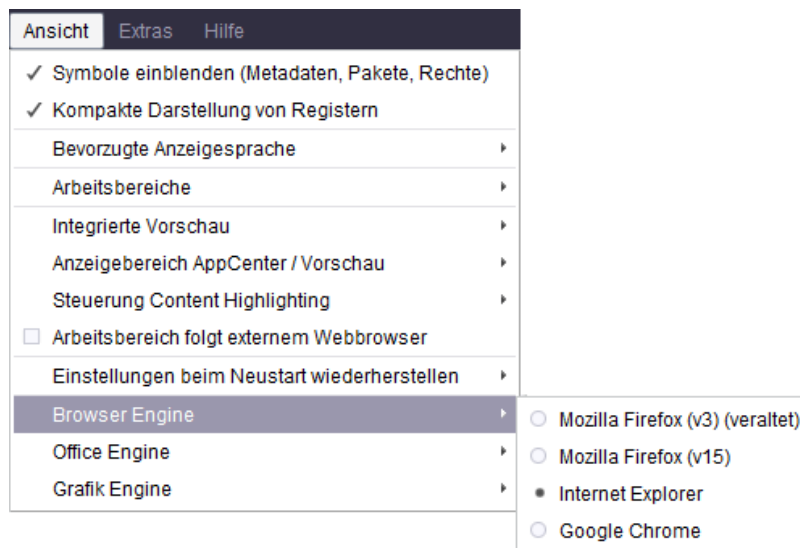 Ansicht Extras Hilfe
Symbole einblenden (Metadaten, Pakete, Rechte)
Kompakte Darstellung von Registern
Bevorzugte Anzeigesprache
Arbeitsbereiche
Integrierte Vorschau
Anzeigebereich AppCenter / Vorschau
Steuerung Content Highlighting
Arbeitsbereich folgt externem Webbrowser
Einstellungen beim Neustart wiederherstellen
Browser Engine
Office Engine
Grafik Engine
Mozilla Firefox (v3) (veraltet)
Mozilla Firefox (v15)
Internet Explorer
Google Chrome